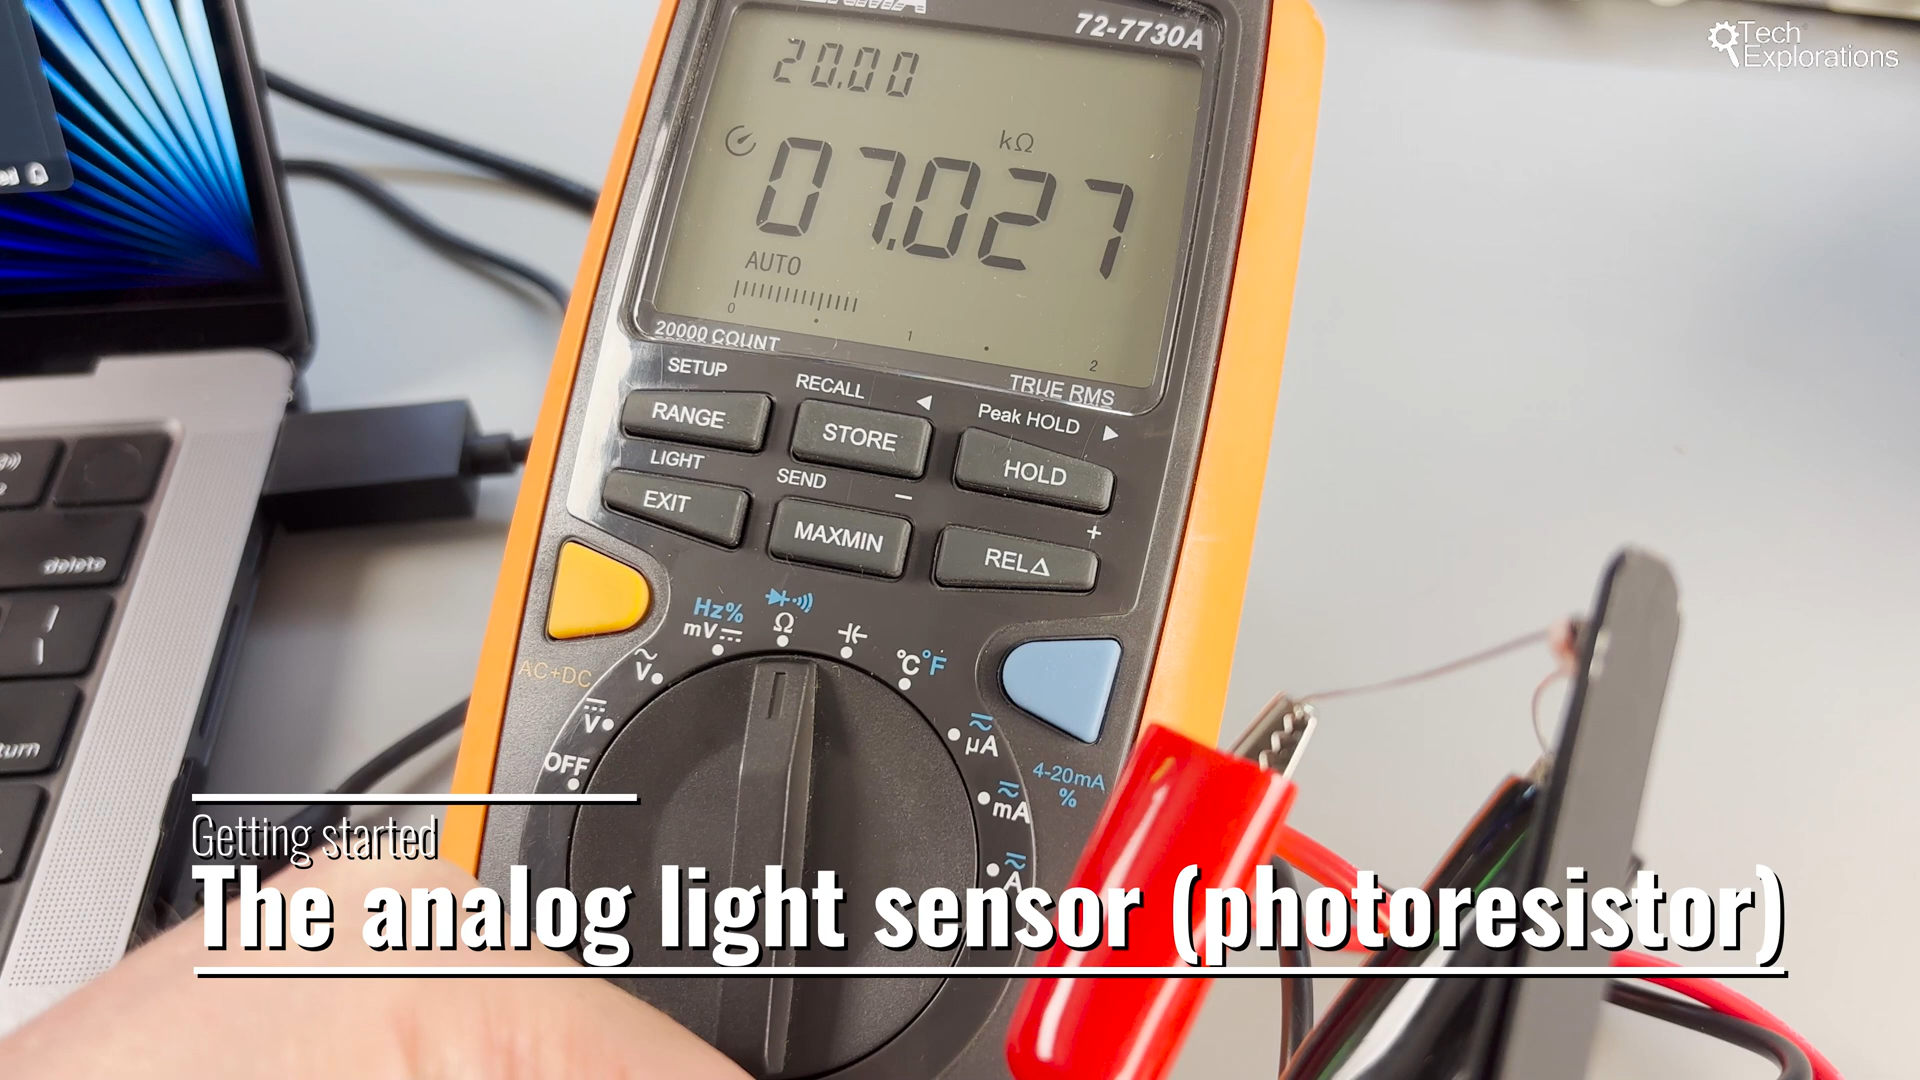 72-7730A
Tech
Explorations
20.00
kΩ
07.027
AUTO
0 1 2
20000 COUNT
TRUE RMS
SETUP
RECALL
Peak HOLD
RANGE
STORE
HOLD
LIGHT
SEND
−
+
EXIT
MAXMIN
RELΔ
delete
Hz%
mV
Ω
°C°F
V
AC+DC
V
OFF
µA
4-20mA
%
mA
A
Getting started
The analog light sensor (photoresistor)